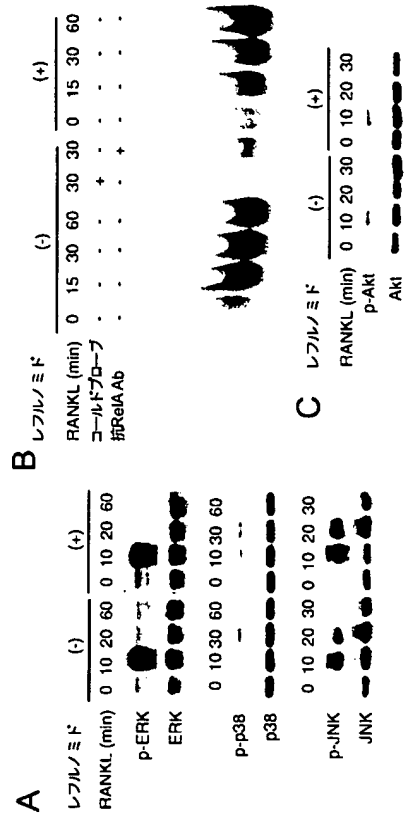 A
レフルノミド (-) (+)
RANKL (min) 0 10 20 60 0 10 20 60
p-ERK
ERK
0 10 30 60 0 10 30 60
p-p38
p38
0 10 20 30 0 10 20 30
p-JNK
JNK
B
レフルノミド (-) (+)
RANKL (min) 0 15 30 60 30 30 0 15 30 60
コールドプローブ - - - - + - - - - -
抗RelA Ab - - - - - + - - - -
C
レフルノミド (-) (+)
RANKL (min) 0 10 20 30 0 10 20 30
p-Akt
Akt